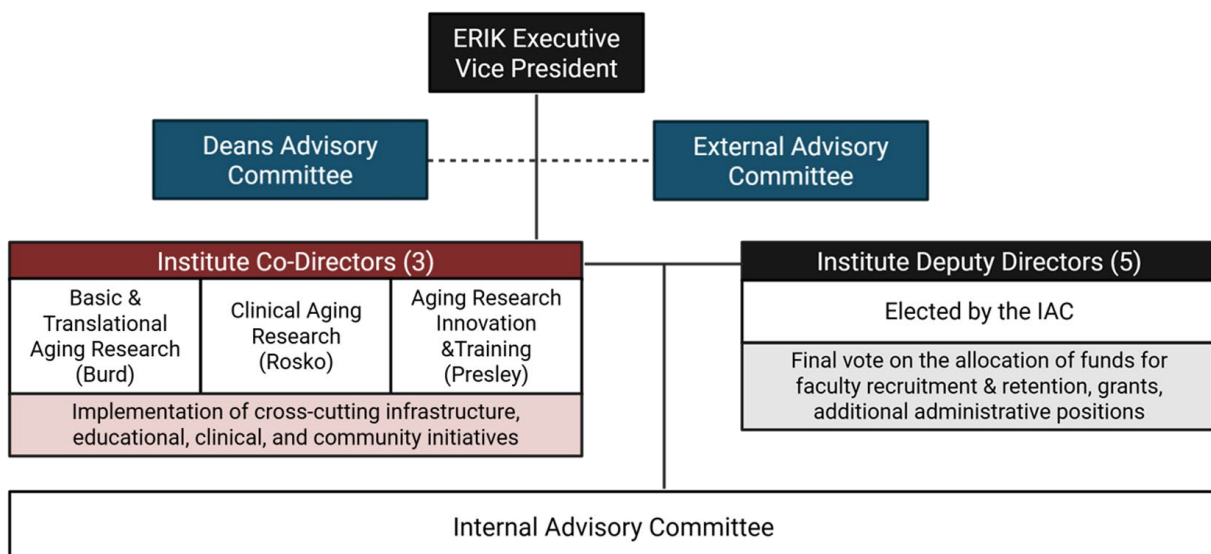 ERIK Executive
Vice President
Deans Advisory
Committee
External Advisory
Committee
Institute Co-Directors (3)
Basic &
Translational
Aging Research
(Burd)
Clinical Aging
Research
(Rosko)
Aging Research
Innovation
&Training
(Presley)
Implementation of cross-cutting infrastructure,
educational, clinical, and community initiatives
Institute Deputy Directors (5)
Elected by the IAC
Final vote on the allocation of funds for
faculty recruitment & retention, grants,
additional administrative positions
Internal Advisory Committee